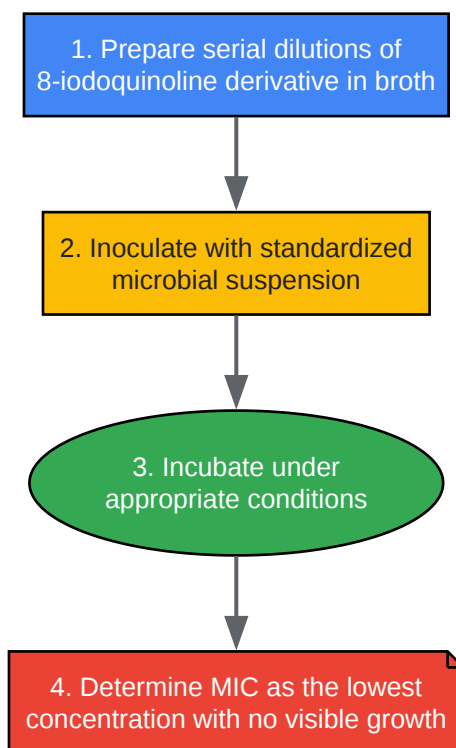 1. Prepare serial dilutions of
8-iodoquinoline derivative in broth
2. Inoculate with standardized
microbial suspension
3. Incubate under
appropriate conditions
4. Determine MIC as the lowest
concentration with no visible growth